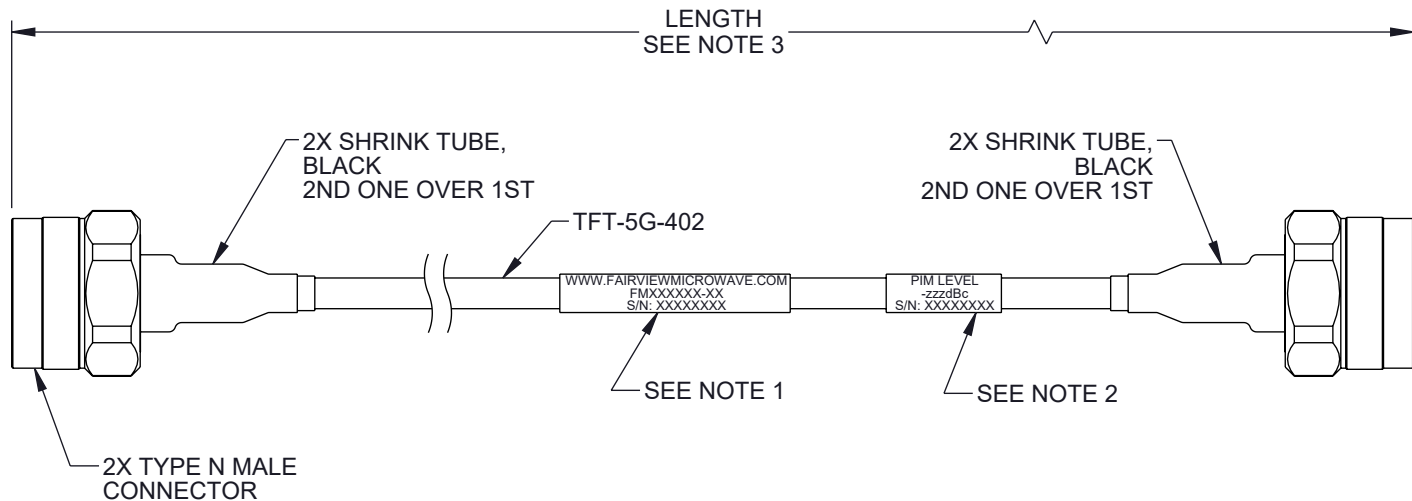 LENGTH
SEE NOTE 3
2X SHRINK TUBE,
BLACK
2ND ONE OVER 1ST
2X SHRINK TUBE,
BLACK
2ND ONE OVER 1ST
TFT-5G-402
WWW.FAIRVIEWMICROWAVE.COM
FMXXXXXX-XX
S/N: XXXXXXXX
PIM LEVEL
-zzzdBc
S/N: XXXXXXXX
SEE NOTE 1
SEE NOTE 2
2X TYPE N MALE
CONNECTOR